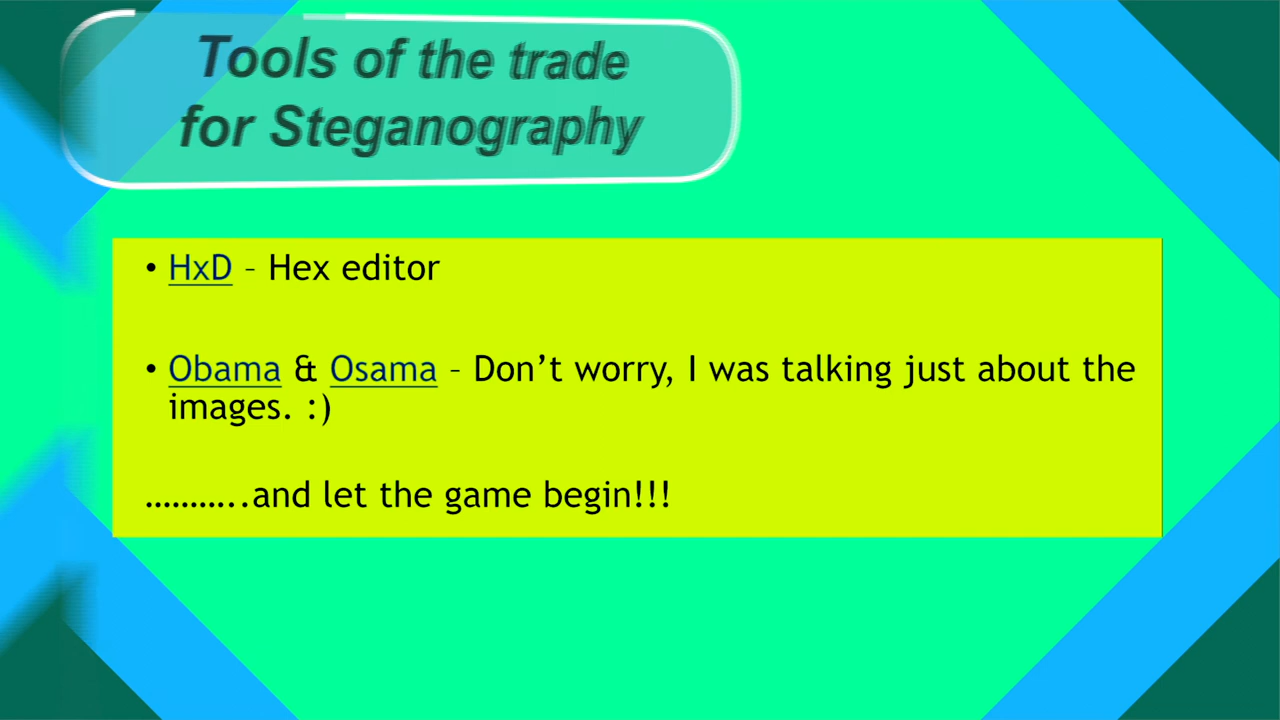 Tools of the trade
for Steganography
• HxD – Hex editor
• Obama & Osama – Don’t worry, I was talking just about the
images. :)
………..and let the game begin!!!